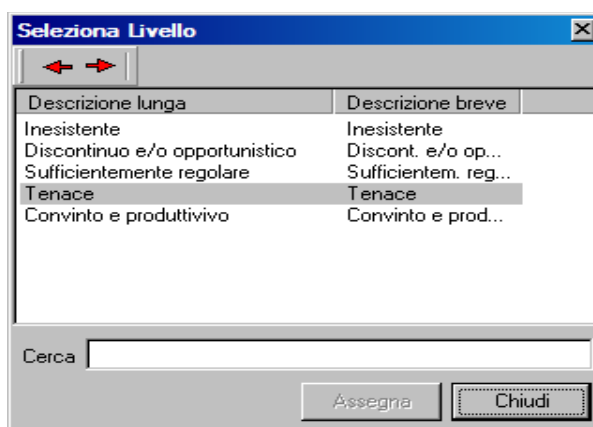 Seleziona Livello
Descrizione lunga Descrizione breve
Inesistente Inesistente
Discontinuo e/o opportunistico Discont. e/o op...
Sufficientemente regolare Sufficientem. reg...
Tenace Tenace
Convinto e produttivivo Convinto e prod...
Cerca
Assegna Chiudi